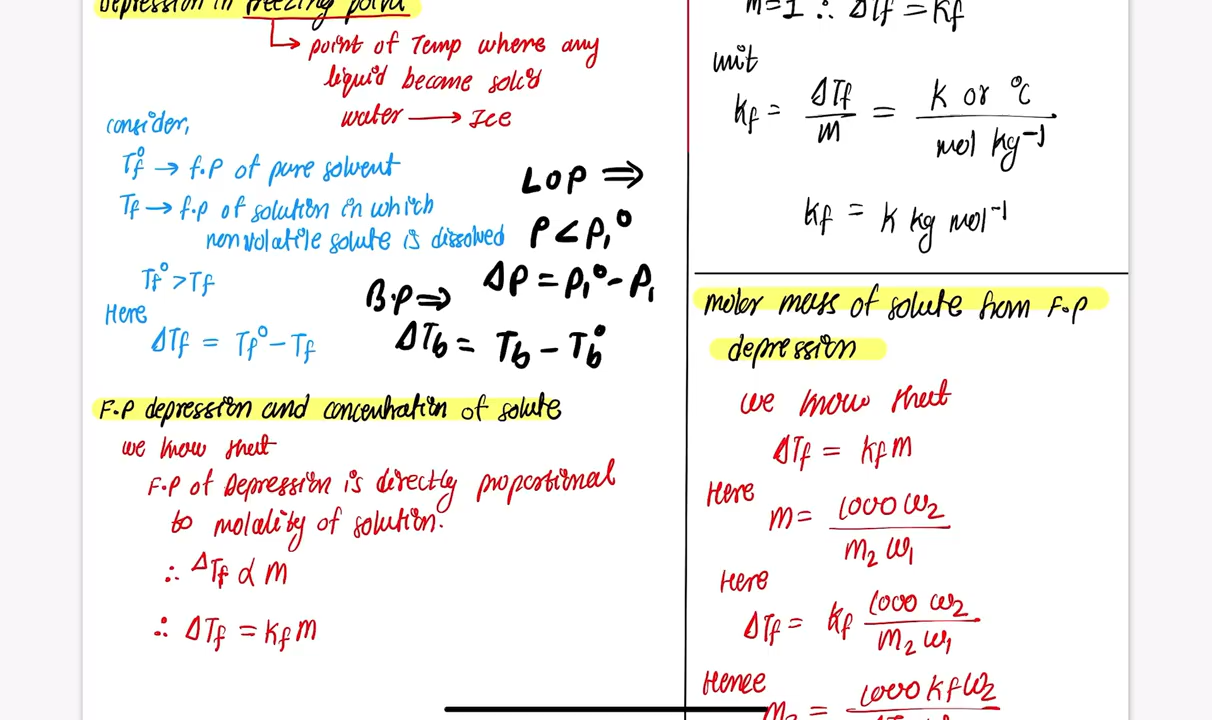 Depression in freezing point
↳ point of Temp where any
liquid become solid
water ⟶ Ice
consider,
Tf° → f.P of pure solvent
Tf → f.p of solution in which
nonvolatile solute is dissolved
Tf° > Tf
Here
ΔTf = Tf° - Tf
LOP ⇒
P < P₁°
ΔP = P₁° - P₁
B.P ⇒
ΔTb = Tb - Tb°
F.P depression and concentration of solute
we know that
F.P of Depression is directly proportional
to molality of solution.
∴ ΔTf ∝ m
∴ ΔTf = Kf m
m=1 ∴ ΔTf = Kf
unit
Kf = ΔTf / m = K or °C / mol kg⁻¹
Kf = K kg mol⁻¹
molar mass of solute from F.P
depression
we know that
ΔTf = Kf m
Here
m = 1000 w₂ / M₂ w₁
Here
ΔTf = Kf 1000 w₂ / M₂ w₁
Hence
M₂ = 1000 Kf w₂